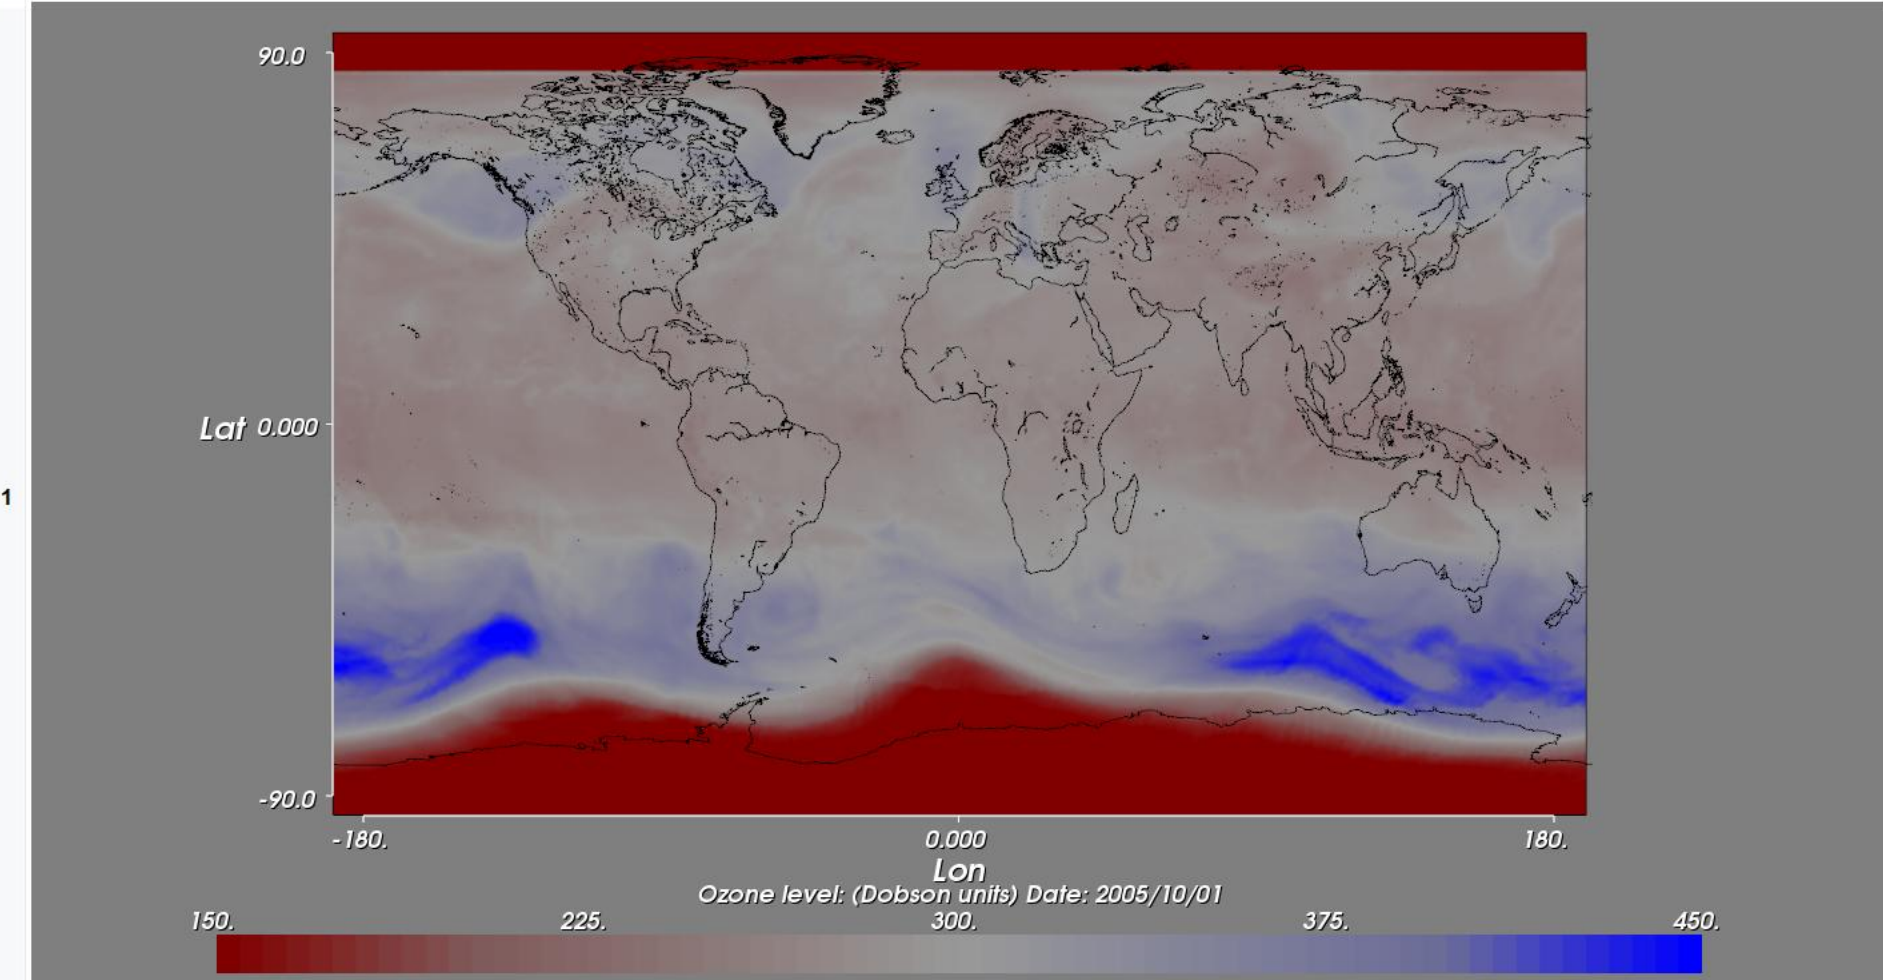 90.0
1
Lat 0.000
-90.0
-180. 0.000 180.
Lon
Ozone level: (Dobson units) Date: 2005/10/01
150. 225. 300. 375. 450.